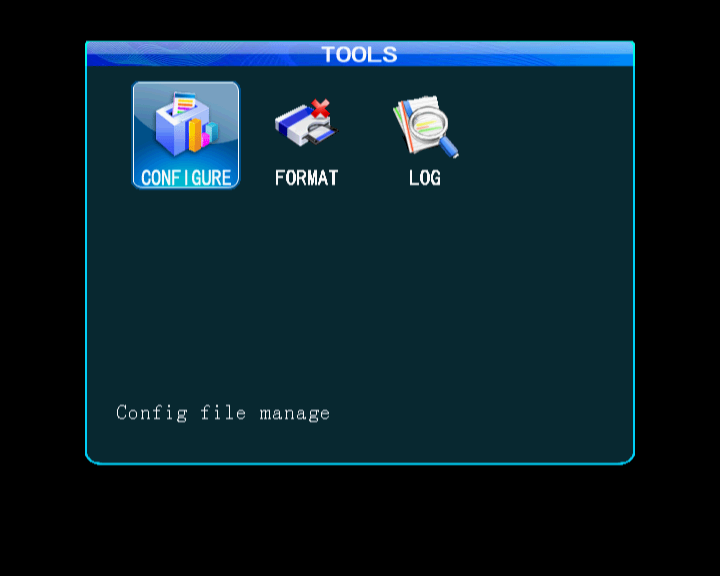 TOOLS
CONFIGURE
FORMAT
LOG
Config file manage